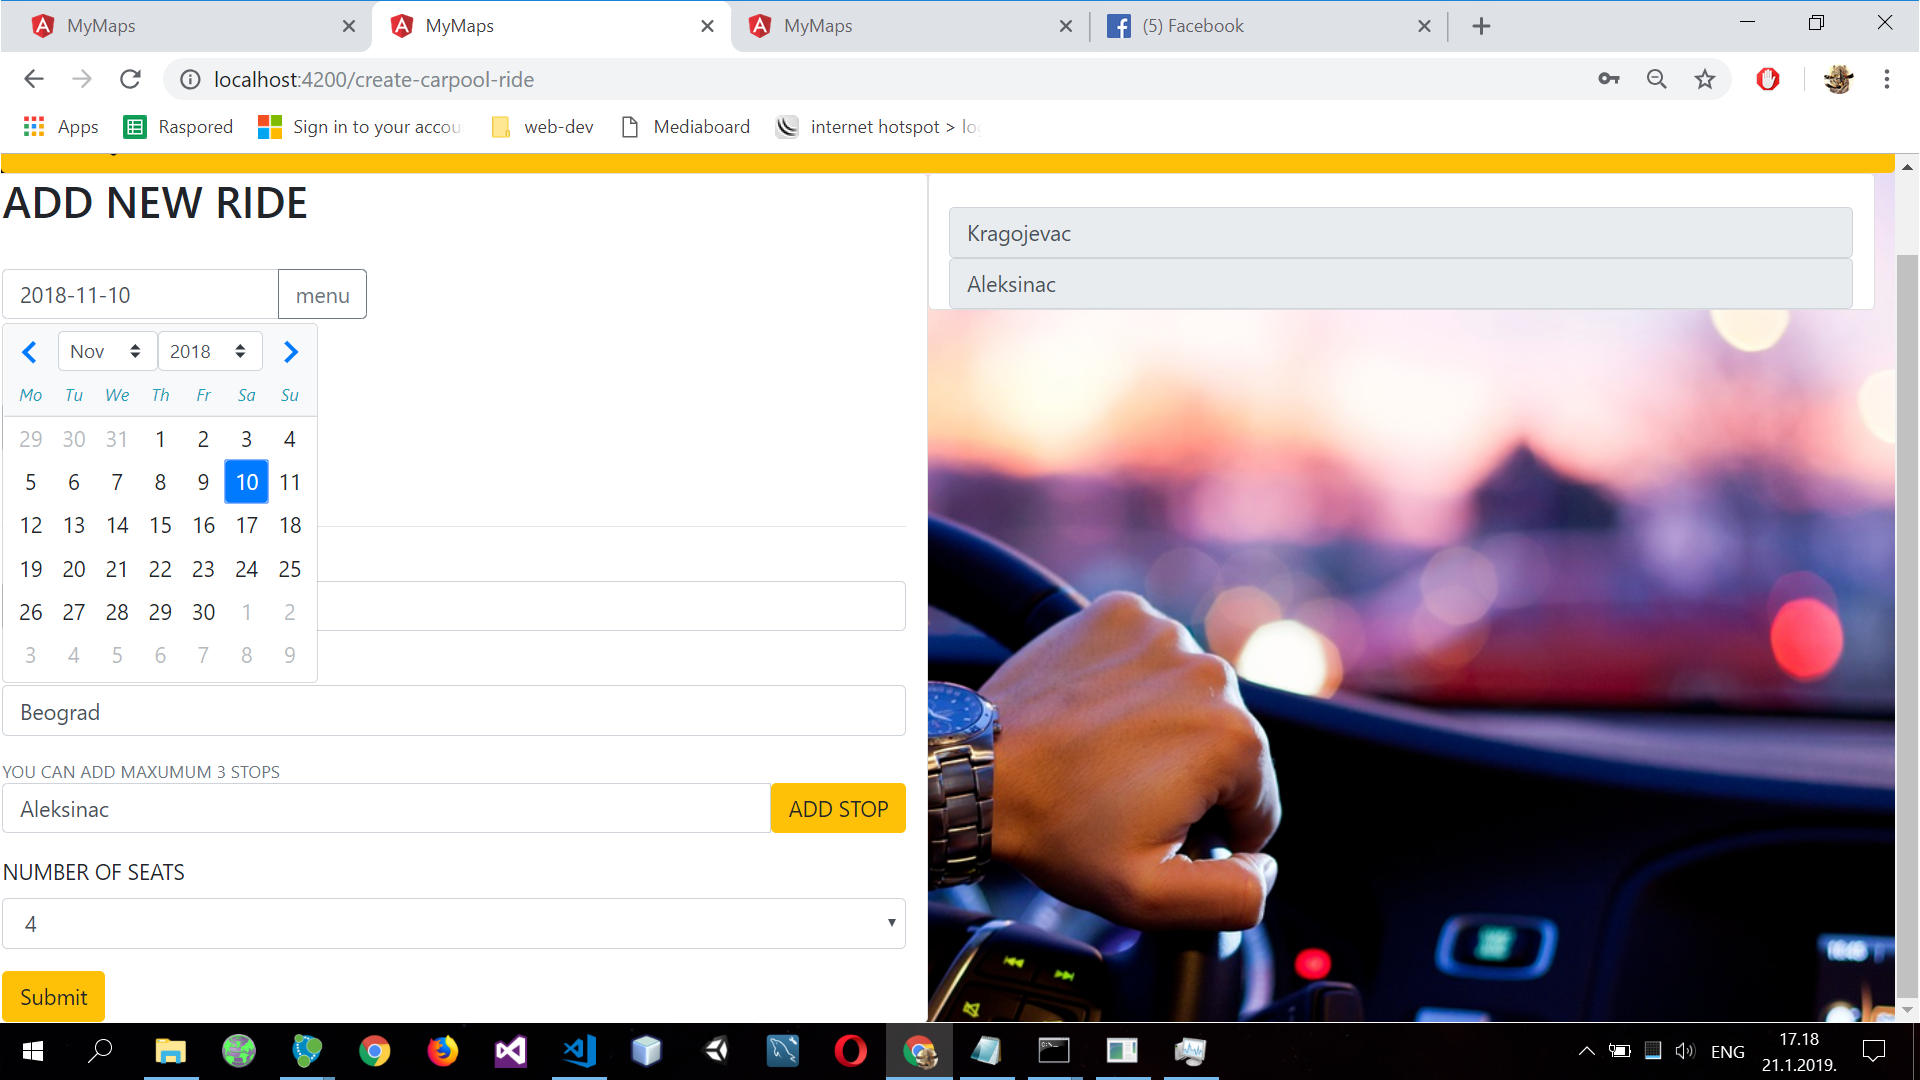 MyMaps
MyMaps
MyMaps
(5) Facebook
localhost:4200/create-carpool-ride
Apps
Raspored
Sign in to your accou
web-dev
Mediaboard
internet hotspot >
ADD NEW RIDE
2018-11-10
menu
Nov
2018
Mo Tu We Th Fr Sa Su
29 30 31 1 2 3 4
5 6 7 8 9 10 11
12 13 14 15 16 17 18
19 20 21 22 23 24 25
26 27 28 29 30 1 2
3 4 5 6 7 8 9
Beograd
YOU CAN ADD MAXUMUM 3 STOPS
Aleksinac
ADD STOP
NUMBER OF SEATS
4
Submit
Kragojevac
Aleksinac
ENG
17.18
21.1.2019.